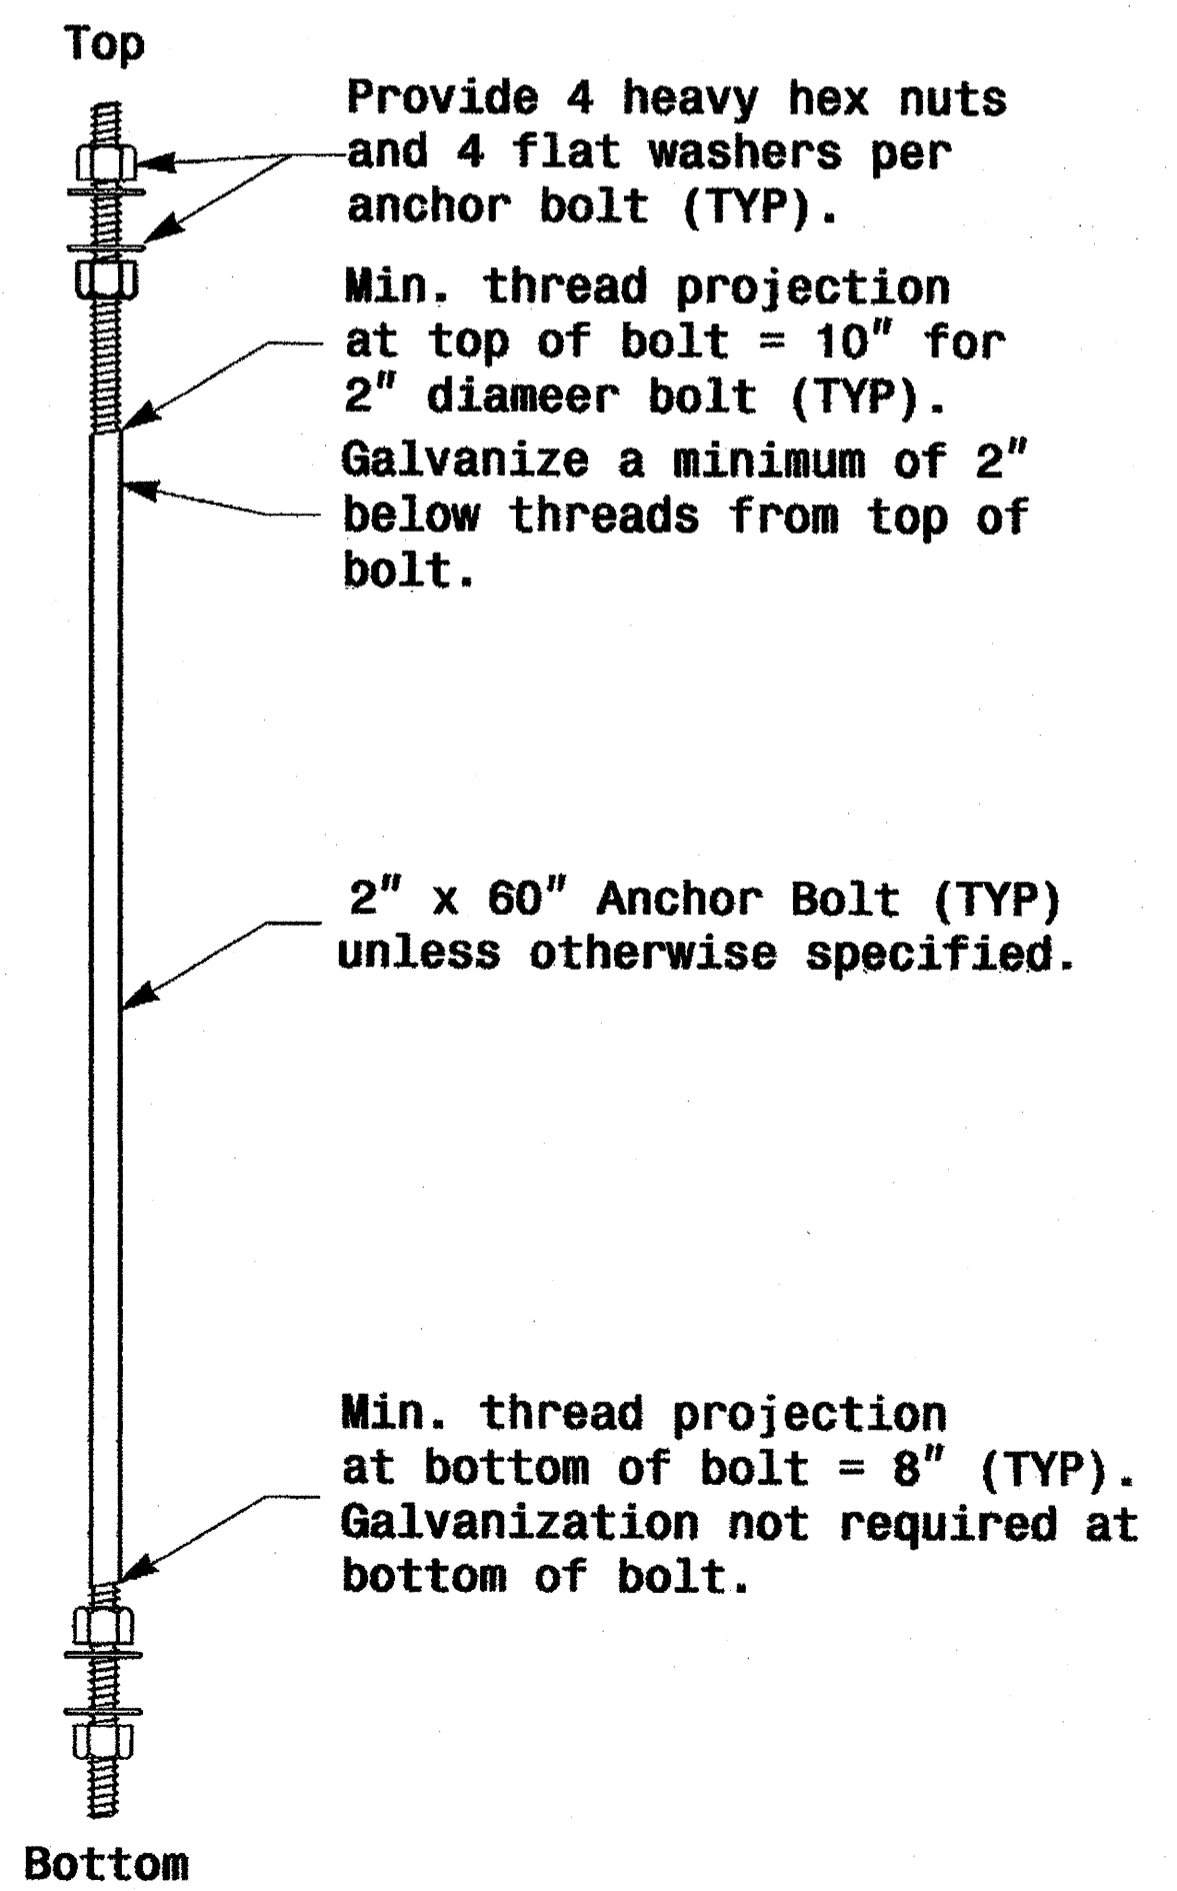 Top
Provide 4 heavy hex nuts
and 4 flat washers per
anchor bolt (TYP).
Min. thread projection
at top of bolt = 10" for
2" diameer bolt (TYP).
Galvanize a minimum of 2"
below threads from top of
bolt.
2" x 60" Anchor Bolt (TYP)
unless otherwise specified.
Min. thread projection
at bottom of bolt = 8" (TYP).
Galvanization not required at
bottom of bolt.
Bottom